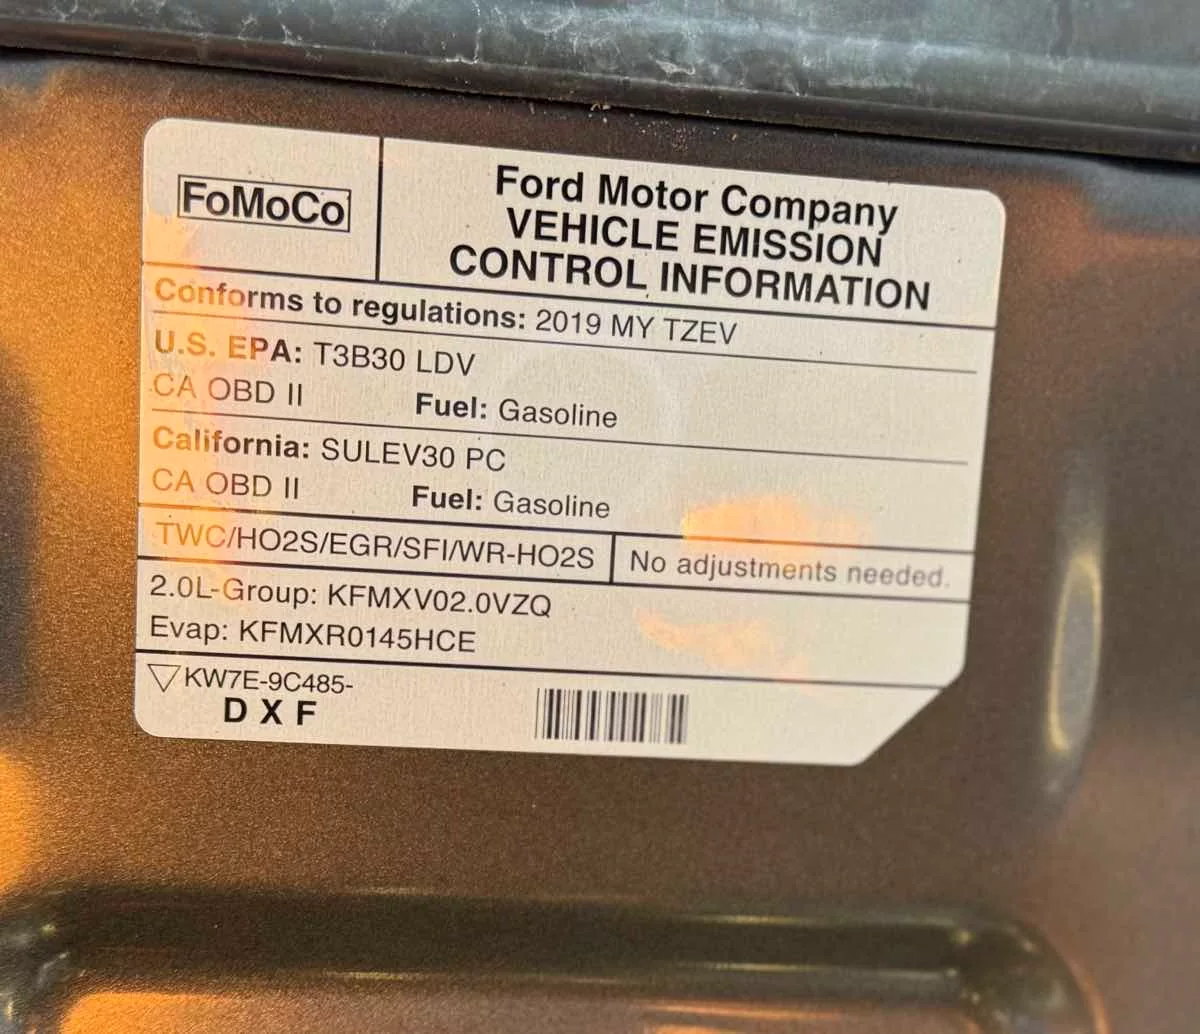 FoMoCo
Ford Motor Company
VEHICLE EMISSION
CONTROL INFORMATION
Conforms to regulations: 2019 MY TZEV
U.S. EPA: T3B30 LDV
CA OBD II Fuel: Gasoline
California: SULEV30 PC
CA OBD II Fuel: Gasoline
TWC/HO2S/EGR/SFI/WR-HO2S No adjustments needed.
2.0L-Group: KFMXV02.0VZQ
Evap: KFMXR0145HCE
▽KW7E-9C485-
D X F